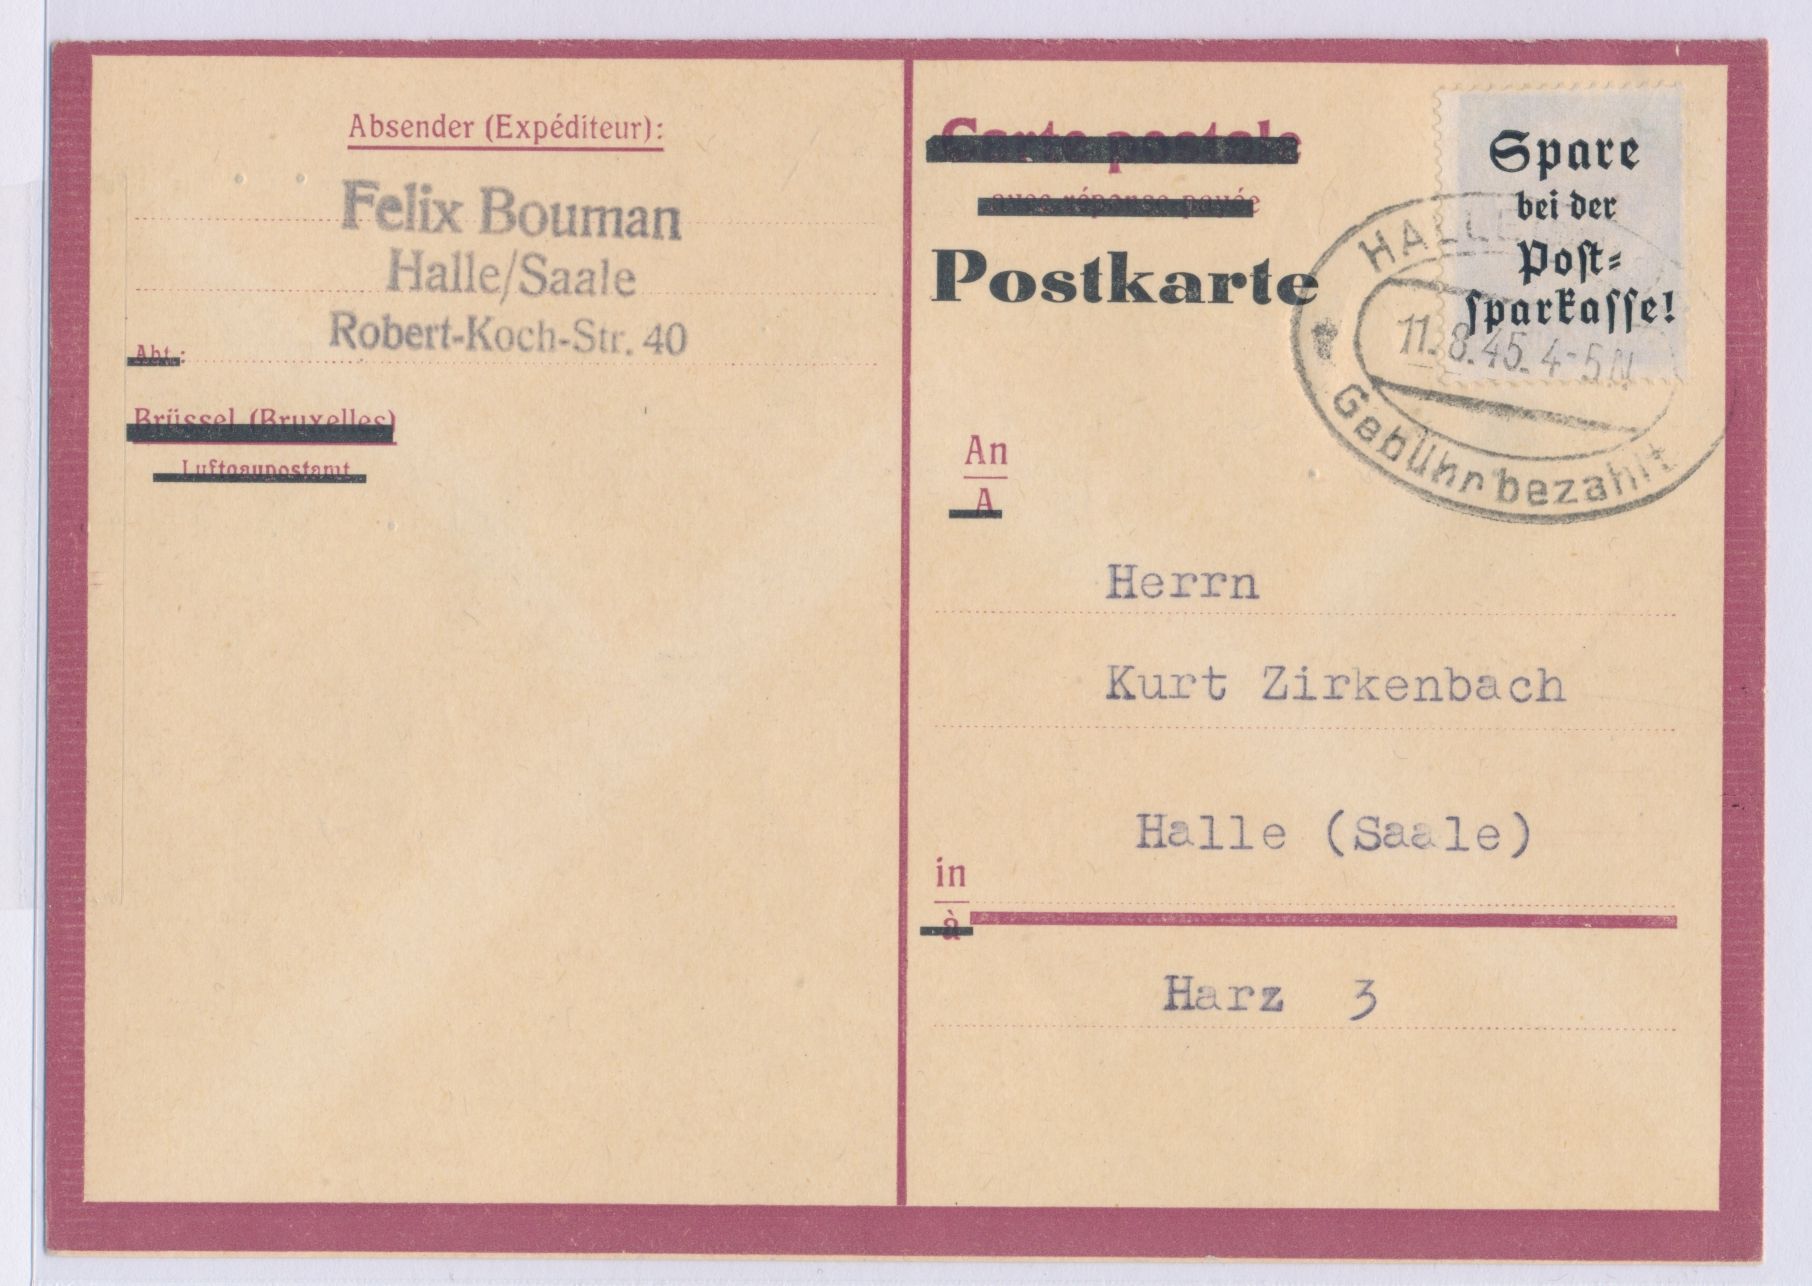 Absender (Expéditeur):
Felix Bouman
Halle/Saale
Robert-Koch-Str. 40
Abt.:
Brüssel (Bruxelles)
Luftgaupostamt
Carte postale
avec réponse payée
Postkarte
Spare
bei der
Post-
sparkasse!
HALLE
11.8.45. 4-5N
Gebühr bezahlt
An
A
Herrn
Kurt Zirkenbach
Halle (Saale)
in
à
Harz 3